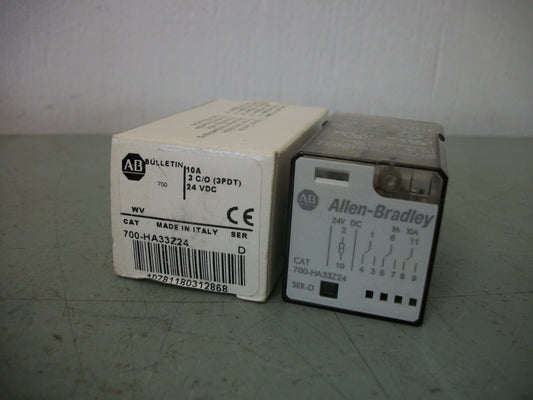 AB
BULLETIN
700
10A
3 C/O (3PDT)
24 VDC
WV
CE
CAT MADE IN ITALY SER
700-HA33Z24 D
10781180312868
AB Allen-Bradley
24V DC Ith 10A
2 1 6 11
10 4 3 5 7 8 9
CAT
700-HA33Z24
SER-D